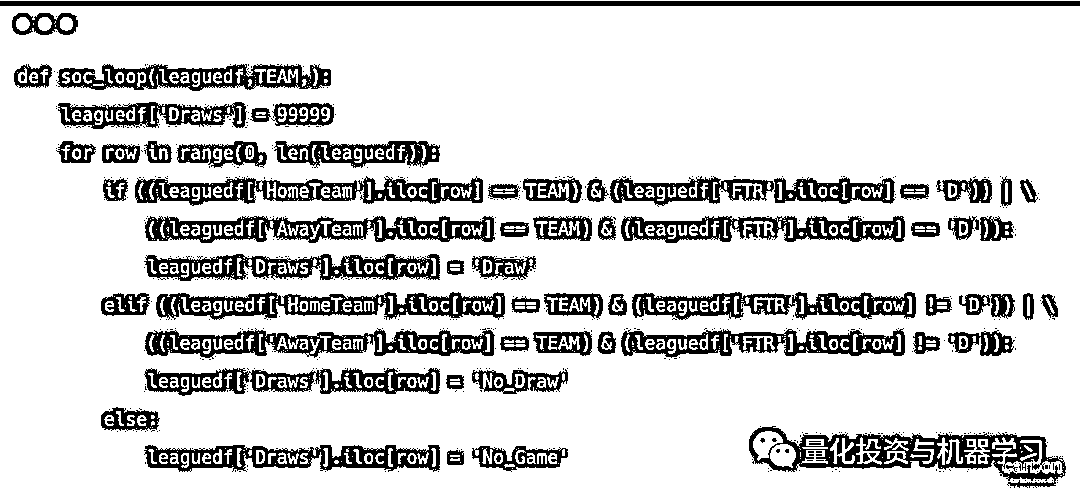 def soc_loop(leaguedf,TEAM,):
    leaguedf['Draws'] = 99999
    for row in range(0, len(leaguedf)):
        if ((leaguedf['HomeTeam'].iloc[row] == TEAM) & (leaguedf['FTR'].iloc[row] == 'D')) | \
            ((leaguedf['AwayTeam'].iloc[row] == TEAM) & (leaguedf['FTR'].iloc[row] == 'D')):
            leaguedf['Draws'].iloc[row] = 'Draw'
        elif ((leaguedf['HomeTeam'].iloc[row] == TEAM) & (leaguedf['FTR'].iloc[row] != 'D')) | \
            ((leaguedf['AwayTeam'].iloc[row] == TEAM) & (leaguedf['FTR'].iloc[row] != 'D')):
            leaguedf['Draws'].iloc[row] = 'No_Draw'
        else:
            leaguedf['Draws'].iloc[row] = 'No_Game'
量化投资与机器学习
carbon